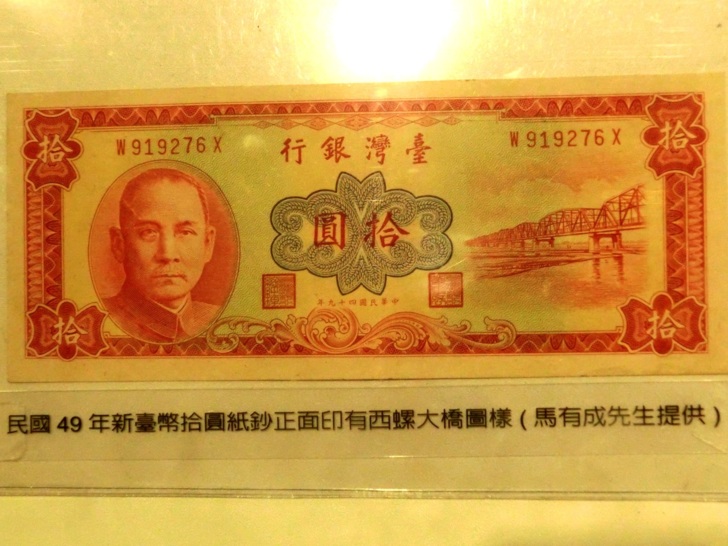 W919276X
W919276X
臺灣銀行
拾
拾
拾圓
中華民國四十九年
拾
拾
民國 49 年新臺幣拾圓紙鈔正面印有西螺大橋圖樣 ( 馬有成先生提供 )